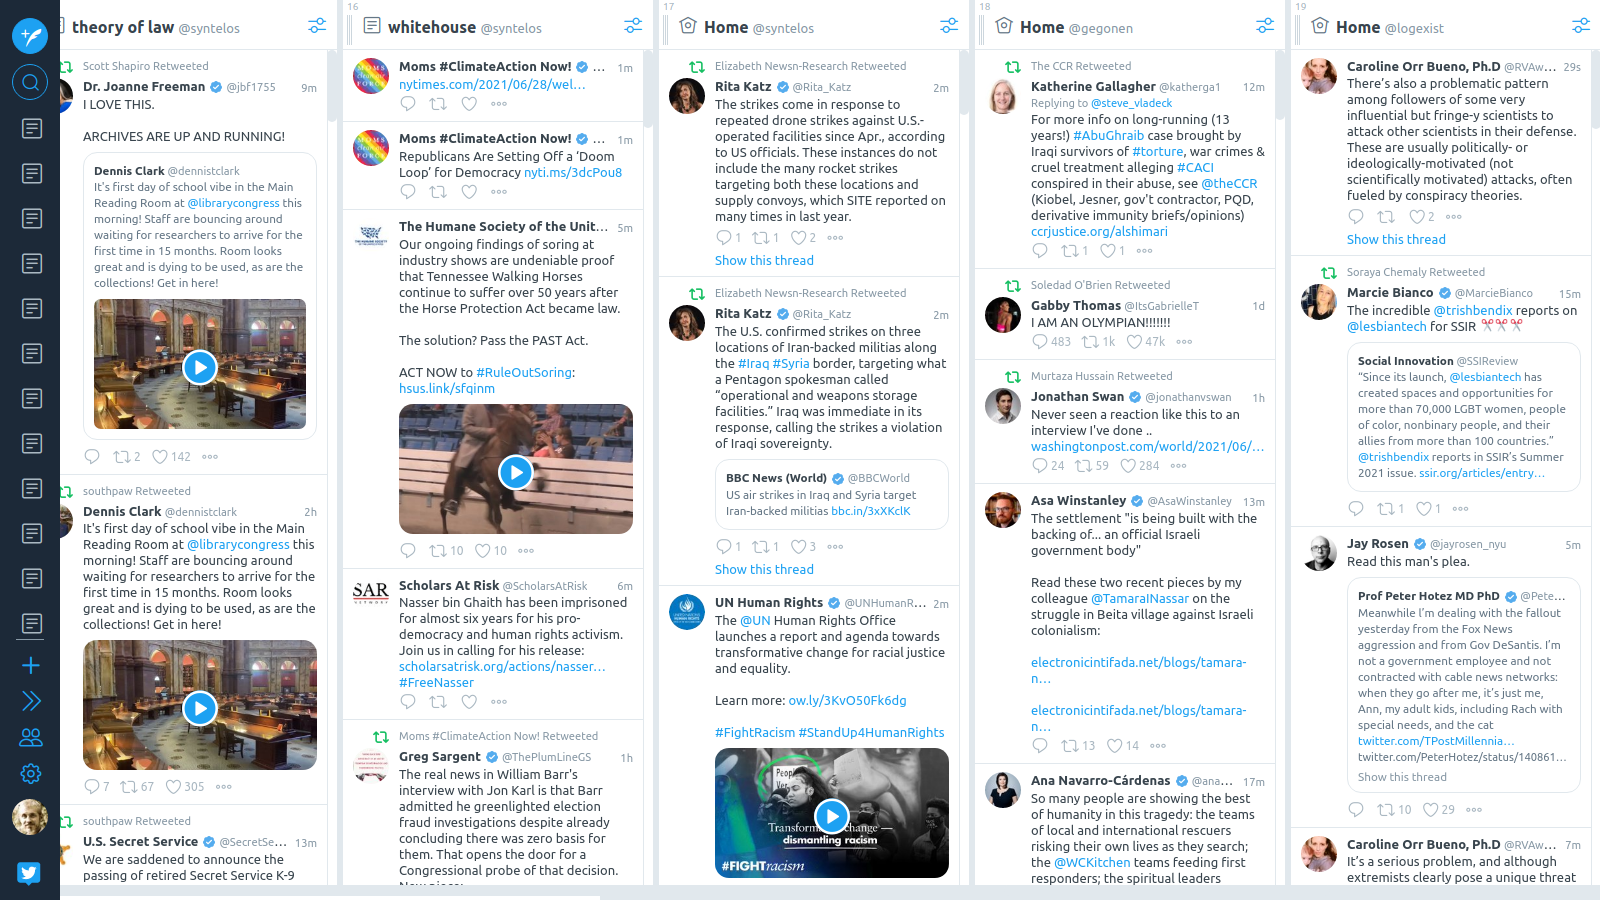 theory of law @syntelos
Scott Shapiro Retweeted
Dr. Joanne Freeman @jbf1755 9m
I LOVE THIS.
ARCHIVES ARE UP AND RUNNING!
Dennis Clark @dennistclark
It's first day of school vibe in the Main
Reading Room at @librarycongress this
morning! Staff are bouncing around
waiting for researchers to arrive for the
first time in 15 months. Room looks
great and is dying to be used, as are the
collections! Get in here!
2 142
southpaw Retweeted
Dennis Clark @dennistclark 2h
It's first day of school vibe in the Main
Reading Room at @librarycongress this
morning! Staff are bouncing around
waiting for researchers to arrive for the
first time in 15 months. Room looks
great and is dying to be used, as are the
collections! Get in here!
7 67 305
southpaw Retweeted
U.S. Secret Service @SecretSe... 13m
We are saddened to announce the
passing of retired Secret Service K-9
16
whitehouse @syntelos
Moms #ClimateAction Now! ... 1m
nytimes.com/2021/06/28/wel...
Moms #ClimateAction Now! ... 1m
Republicans Are Setting Off a ‘Doom
Loop’ for Democracy nyti.ms/3dcPou8
The Humane Society of the Unit... 5m
Our ongoing findings of soring at
industry shows are undeniable proof
that Tennessee Walking Horses
continue to suffer over 50 years after
the Horse Protection Act became law.
The solution? Pass the PAST Act.
ACT NOW to #RuleOutSoring:
hsus.link/sfqinm
10 10
SAR
NETWORK
Scholars At Risk @ScholarsAtRisk 6m
Nasser bin Ghaith has been imprisoned
for almost six years for his pro-
democracy and human rights activism.
Join us in calling for his release:
scholarsatrisk.org/actions/nasser...
#FreeNasser
Moms #ClimateAction Now! Retweeted
Greg Sargent @ThePlumLineGS 1h
The real news in William Barr's
interview with Jon Karl is that Barr
admitted he greenlighted election
fraud investigations despite already
concluding there was zero basis for
them. That opens the door for a
Congressional probe of that decision.
17
Home @syntelos
Elizabeth Newsn-Research Retweeted
Rita Katz @Rita_Katz 2m
The strikes come in response to
repeated drone strikes against U.S.-
operated facilities since Apr., according
to US officials. These instances do not
include the many rocket strikes
targeting both these locations and
supply convoys, which SITE reported on
many times in last year.
1 1 2
Show this thread
Elizabeth Newsn-Research Retweeted
Rita Katz @Rita_Katz 2m
The U.S. confirmed strikes on three
locations of Iran-backed militias along
the #Iraq #Syria border, targeting what
a Pentagon spokesman called
“operational and weapons storage
facilities.” Iraq was immediate in its
response, calling the strikes a violation
of Iraqi sovereignty.
BBC News (World) @BBCWorld
US air strikes in Iraq and Syria target
Iran-backed militias bbc.in/3xXKclK
1 1 3
Show this thread
UN Human Rights @UNHumanR... 2m
The @UN Human Rights Office
launches a report and agenda towards
transformative change for racial justice
and equality.
Learn more: ow.ly/3KvO50Fk6dg
#FightRacism #StandUp4HumanRights
dismantling racism
#FIGHTracism
18
Home @gegonen
The CCR Retweeted
Katherine Gallagher @katherga1 12m
Replying to @steve_vladeck
For more info on long-running (13
years!) #AbuGhraib case brought by
Iraqi survivors of #torture, war crimes &
cruel treatment alleging #CACI
conspired in their abuse, see @theCCR
(Kiobel, Jesner, gov't contractor, PQD,
derivative immunity briefs/opinions)
ccrjustice.org/alshimari
1 1
Soledad O'Brien Retweeted
Gabby Thomas @ItsGabrielleT 1d
I AM AN OLYMPIAN!!!!!!!
483 1k 47k
Murtaza Hussain Retweeted
Jonathan Swan @jonathanvswan 1h
Never seen a reaction like this to an
interview I've done ..
washingtonpost.com/world/2021/06/...
24 59 284
Asa Winstanley @AsaWinstanley 13m
The settlement "is being built with the
backing of... an official Israeli
government body"
Read these two recent pieces by my
colleague @TamaraINassar on the
struggle in Beita village against Israeli
colonialism:
electronicintifada.net/blogs/tamara-
n...
electronicintifada.net/blogs/tamara-
n...
13 14
Ana Navarro-Cárdenas @ana... 17m
So many people are showing the best
of humanity in this tragedy: the teams
of local and international rescuers
risking their own lives as they search;
the @WCKitchen teams feeding first
responders; the spiritual leaders
19
Home @logexist
Caroline Orr Bueno, Ph.D @RVAw... 29s
There’s also a problematic pattern
among followers of some very
influential but fringe-y scientists to
attack other scientists in their defense.
These are usually politically- or
ideologically-motivated (not
scientifically motivated) attacks, often
fueled by conspiracy theories.
2
Show this thread
Soraya Chemaly Retweeted
Marcie Bianco @MarcieBianco 15m
The incredible @trishbendix reports on
@lesbiantech for SSIR
Social Innovation @SSIReview
“Since its launch, @lesbiantech has
created spaces and opportunities for
more than 70,000 LGBT women, people
of color, nonbinary people, and their
allies from more than 100 countries.”
@trishbendix reports in SSIR’s Summer
2021 issue. ssir.org/articles/entry...
1 1
Jay Rosen @jayrosen_nyu 5m
Read this man's plea.
Prof Peter Hotez MD PhD @Pete...
Meanwhile I’m dealing with the fallout
yesterday from the Fox News
aggression and from Gov DeSantis. I’m
not a government employee and not
contracted with cable news networks:
when they go after me, it’s just me,
Ann, my adult kids, including Rach with
special needs, and the cat
twitter.com/TPostMillennia...
twitter.com/PeterHotez/status/140861...
Show this thread
10 29
Caroline Orr Bueno, Ph.D @RVAw... 7m
It’s a serious problem, and although
extremists clearly pose a unique threat